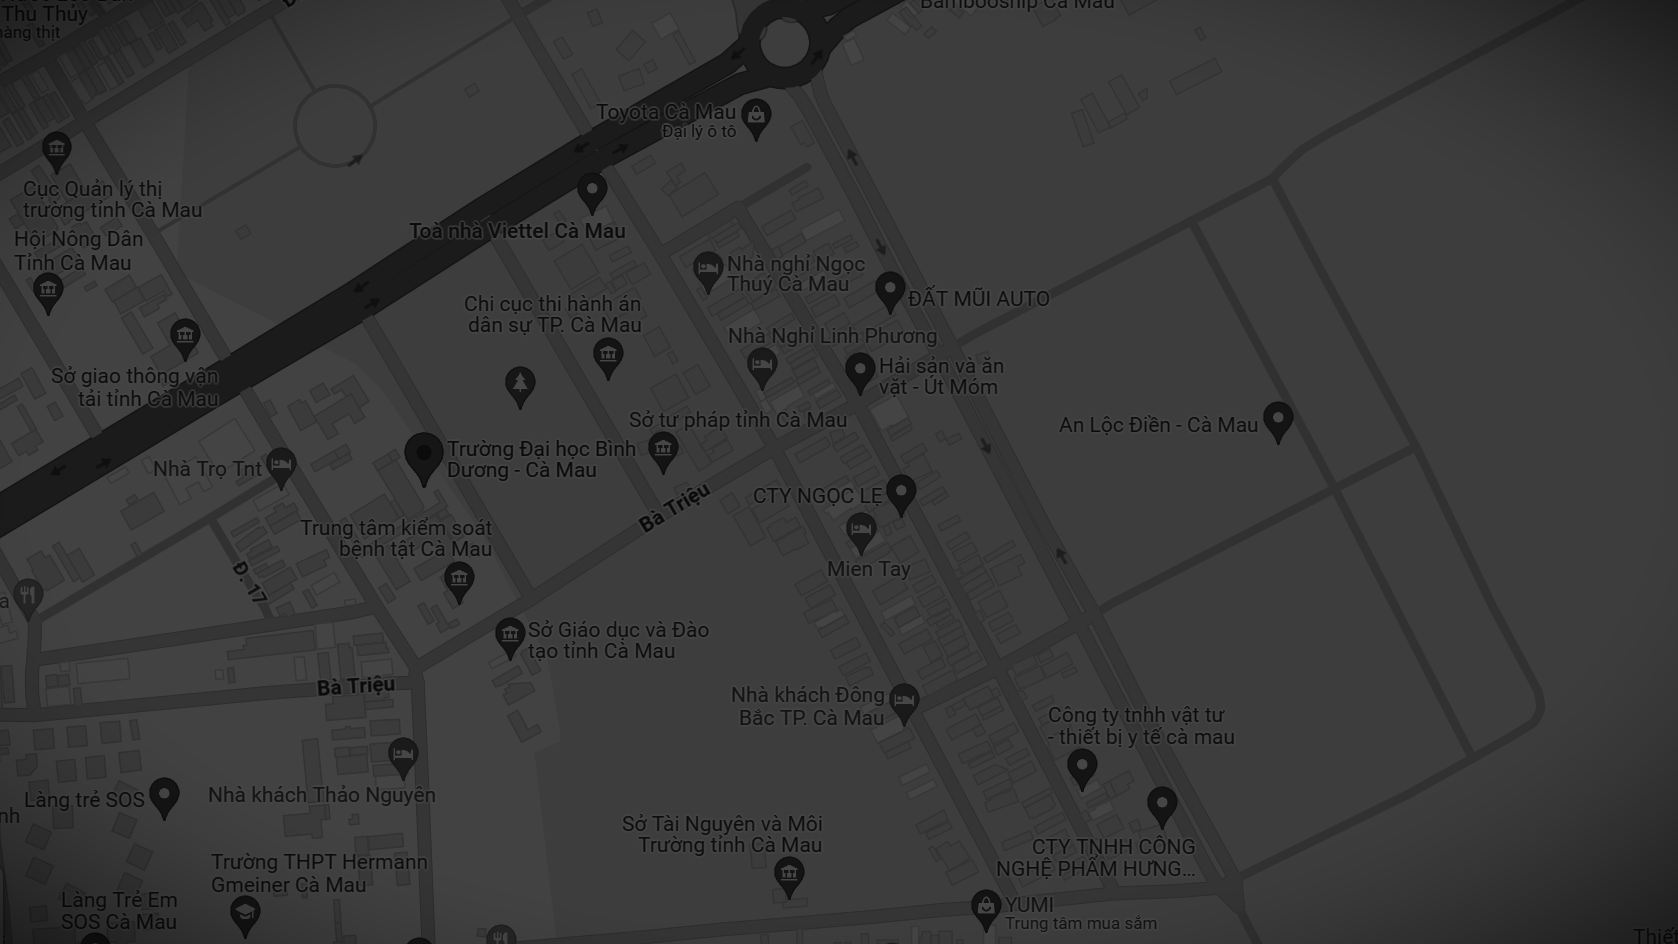 Thu Thủy
Bambooship Cà Mau
Toyota Cà Mau
Đại lý ô tô
Cục Quản lý thị
trường tỉnh Cà Mau
Hội Nông Dân
Tỉnh Cà Mau
Toà nhà Viettel Cà Mau
Nhà nghỉ Ngọc
Thuý Cà Mau
ĐẤT MŨI AUTO
Chi cục thi hành án
dân sự TP. Cà Mau
Nhà Nghỉ Linh Phương
Hải sản và ăn
vặt - Út Móm
Sở giao thông vận
tải tỉnh Cà Mau
Sở tư pháp tỉnh Cà Mau
An Lộc Điền - Cà Mau
Trường Đại học Bình
Dương - Cà Mau
Nhà Trọ Tnt
CTY NGỌC LẸ
Bà Triệu
Trung tâm kiểm soát
bệnh tật Cà Mau
Mien Tay
Đ. 17
Sở Giáo dục và Đào
tạo tỉnh Cà Mau
Bà Triệu
Nhà khách Đông
Bắc TP. Cà Mau
Công ty tnhh vật tư
- thiết bị y tế cà mau
Làng trẻ SOS
Nhà khách Thảo Nguyên
Sở Tài Nguyên và Môi
Trường tỉnh Cà Mau
CTY TNHH CÔNG
NGHỆ PHẨM HƯNG...
Trường THPT Hermann
Gmeiner Cà Mau
Làng Trẻ Em
SOS Cà Mau
YUMI
Trung tâm mua sắm